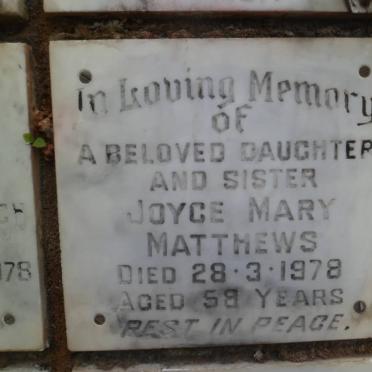 In Loving Memory
of
A BELOVED DAUGHTER
AND SISTER
JOYCE MARY
MATTHEWS
DIED 28·3·1978
AGED 58 YEARS
REST IN PEACE.
978